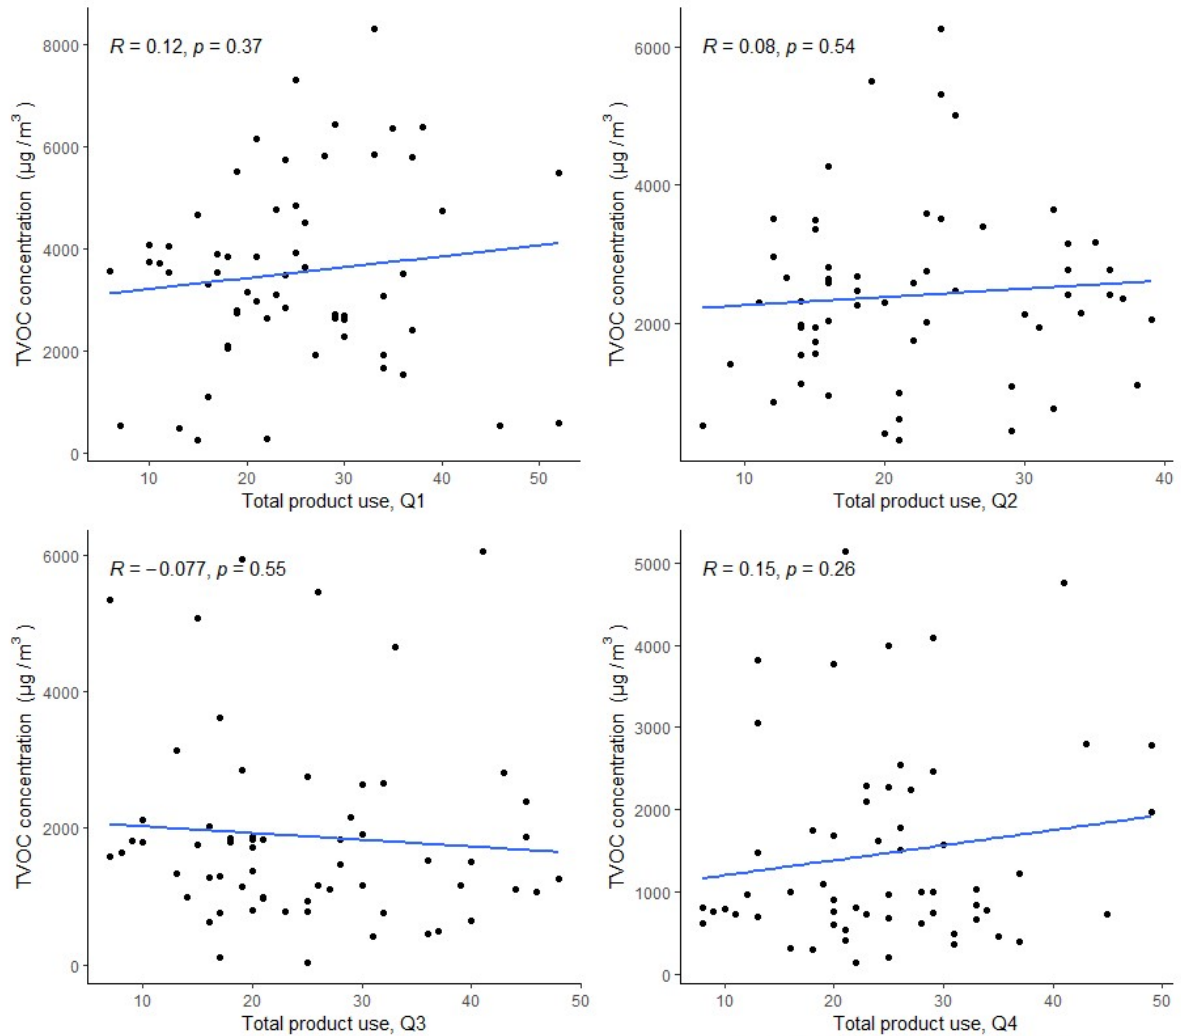 R = 0.12, p = 0.37
8000
6000
4000
2000
0
TVOC concentration (μg/m³)
10 20 30 40 50
Total product use, Q1
R = 0.08, p = 0.54
6000
4000
2000
TVOC concentration (μg/m³)
10 20 30 40
Total product use, Q2
R = −0.077, p = 0.55
6000
4000
2000
0
TVOC concentration (μg/m³)
10 20 30 40 50
Total product use, Q3
R = 0.15, p = 0.26
5000
4000
3000
2000
1000
0
TVOC concentration (μg/m³)
10 20 30 40 50
Total product use, Q4